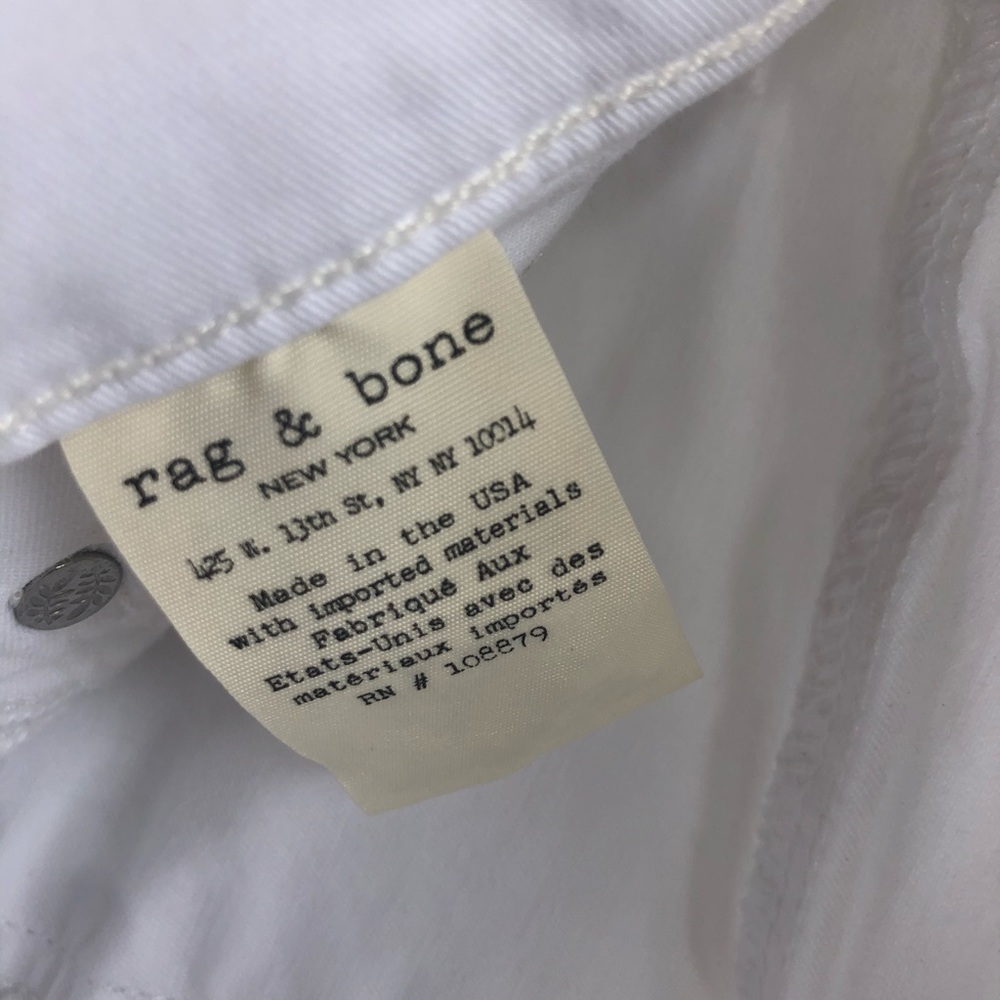 rag & bone
NEW YORK
425 W. 13th St, NY NY 10014
Made in the USA
with imported materials
Fabriqué Aux
Etats-Unis avec des
matériaux importés
RN # 108879